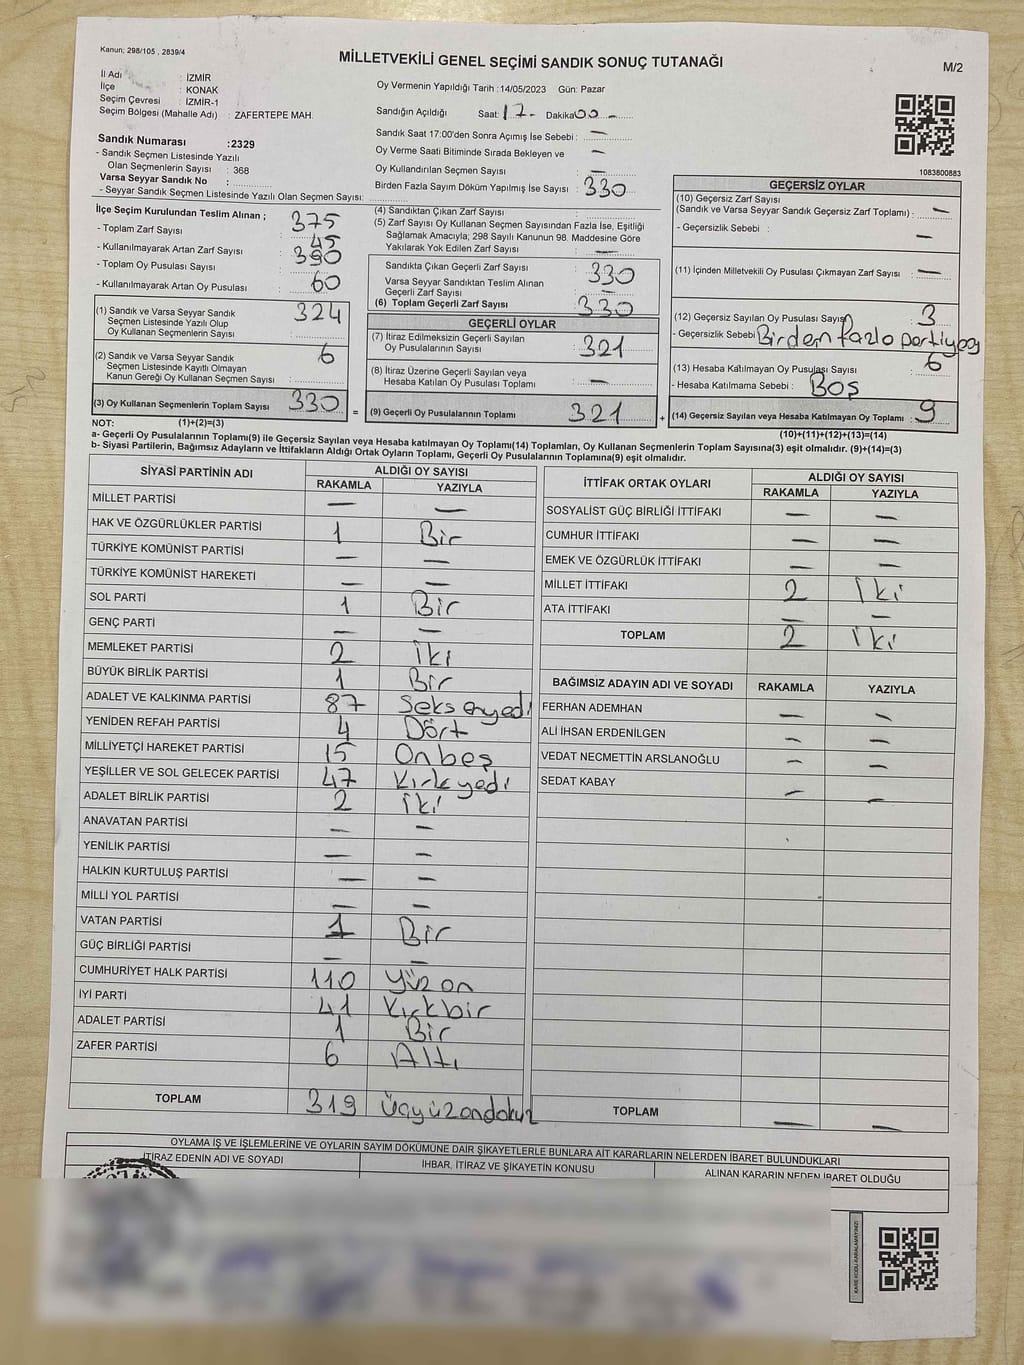 Kanun; 298/105 , 2839/4
MİLLETVEKİLİ GENEL SEÇİMİ SANDIK SONUÇ TUTANAĞI
M/2
İl Adı : İZMİR
İlçe : KONAK
Seçim Çevresi : İZMİR-1
Seçim Bölgesi (Mahalle Adı) : ZAFERTEPE MAH.
Sandık Numarası :2329
- Sandık Seçmen Listesinde Yazılı
Olan Seçmenlerin Sayısı : 368
Varsa Seyyar Sandık No :
- Seyyar Sandık Seçmen Listesinde Yazılı Olan Seçmen Sayısı:
Oy Vermenin Yapıldığı Tarih : 14/05/2023 Gün: Pazar
Sandığın Açıldığı Saat: 17 - Dakika 00 -
Sandık Saat 17:00'den Sonra Açımış İse Sebebi : —
Oy Verme Saati Bitiminde Sırada Bekleyen ve
Oy Kullandırılan Seçmen Sayısı : —
Birden Fazla Sayım Döküm Yapılmış İse Sayısı : 330
1083800883
İlçe Seçim Kurulundan Teslim Alınan ;
- Toplam Zarf Sayısı : 375
- Kullanılmayarak Artan Zarf Sayısı : 45
- Toplam Oy Pusulası Sayısı : 390
- Kullanılmayarak Artan Oy Pusulası : 60
(1) Sandık ve Varsa Seyyar Sandık
Seçmen Listesinde Yazılı Olup
Oy Kullanan Seçmenlerin Sayısı : 324
(2) Sandık ve Varsa Seyyar Sandık
Seçmen Listesinde Kayıtlı Olmayan
Kanun Gereği Oy Kullanan Seçmen Sayısı : 6
(3) Oy Kullanan Seçmenlerin Toplam Sayısı : 330
(4) Sandıktan Çıkan Zarf Sayısı :
(5) Zarf Sayısı Oy Kullanan Seçmen Sayısından Fazla İse, Eşitliği
Sağlamak Amacıyla; 298 Sayılı Kanunun 98. Maddesine Göre
Yakılarak Yok Edilen Zarf Sayısı : —
Sandıkta Çıkan Geçerli Zarf Sayısı : 330
Varsa Seyyar Sandıktan Teslim Alınan
Geçerli Zarf Sayısı : —
(6) Toplam Geçerli Zarf Sayısı : 330
GEÇERLİ OYLAR
(7) İtiraz Edilmeksizin Geçerli Sayılan
Oy Pusulalarının Sayısı : 321
(8) İtiraz Üzerine Geçerli Sayılan veya
Hesaba Katılan Oy Pusulası Toplamı : —
= (9) Geçerli Oy Pusulalarının Toplamı : 321 +
GEÇERSİZ OYLAR
(10) Geçersiz Zarf Sayısı
(Sandık ve Varsa Seyyar Sandık Geçersiz Zarf Toplamı) : —
- Geçersizlik Sebebi : —
(11) İçinden Milletvekili Oy Pusulası Çıkmayan Zarf Sayısı : —
(12) Geçersiz Sayılan Oy Pusulası Sayısı : 3
- Geçersizlik Sebebi : Birden fazla partiye
(13) Hesaba Katılmayan Oy Pusulası Sayısı : 6
- Hesaba Katılmama Sebebi : Boş
(14) Geçersiz Sayılan veya Hesaba Katılmayan Oy Toplamı : 9
NOT: (1)+(2)=(3)
(10)+(11)+(12)+(13)=(14)
a- Geçerli Oy Pusulalarının Toplamı(9) ile Geçersiz Sayılan veya Hesaba katılmayan Oy Toplamı(14) Toplamları, Oy Kullanan Seçmenlerin Toplam Sayısına(3) eşit olmalıdır. (9)+(14)=(3)
b- Siyasi Partilerin, Bağımsız Adayların ve İttifakların Aldığı Ortak Oyların Toplamı, Geçerli Oy Pusulalarının Toplamına(9) eşit olmalıdır.
SİYASİ PARTİNİN ADI ALDIĞI OY SAYISI
RAKAMLA YAZIYLA
MİLLET PARTİSİ — —
HAK VE ÖZGÜRLÜKLER PARTİSİ 1 Bir
TÜRKİYE KOMÜNİST PARTİSİ — —
TÜRKİYE KOMÜNİST HAREKETİ — —
SOL PARTİ 1 Bir
GENÇ PARTİ — —
MEMLEKET PARTİSİ 2 iki
BÜYÜK BİRLİK PARTİSİ 1 Bir
ADALET VE KALKINMA PARTİSİ 87 Seksenyedi
YENİDEN REFAH PARTİSİ 4 Dört
MİLLİYETÇİ HAREKET PARTİSİ 15 Onbeş
YEŞİLLER VE SOL GELECEK PARTİSİ 47 Kırkyedi
ADALET BİRLİK PARTİSİ 2 iki
ANAVATAN PARTİSİ — —
YENİLİK PARTİSİ — —
HALKIN KURTULUŞ PARTİSİ — —
MİLLİ YOL PARTİSİ — —
VATAN PARTİSİ 1 Bir
GÜÇ BİRLİĞİ PARTİSİ — —
CUMHURİYET HALK PARTİSİ 110 Yüz on
İYİ PARTİ 41 Kırkbir
ADALET PARTİSİ 1 Bir
ZAFER PARTİSİ 6 Altı
TOPLAM 319 üçyüzondokuz
İTTİFAK ORTAK OYLARI ALDIĞI OY SAYISI
RAKAMLA YAZIYLA
SOSYALİST GÜÇ BİRLİĞİ İTTİFAKI — —
CUMHUR İTTİFAKI — —
EMEK VE ÖZGÜRLÜK İTTİFAKI — —
MİLLET İTTİFAKI 2 iki
ATA İTTİFAKI — —
TOPLAM 2 iki
BAĞIMSIZ ADAYIN ADI VE SOYADI RAKAMLA YAZIYLA
FERHAN ADEMHAN — —
ALİ İHSAN ERDENİLGEN — —
VEDAT NECMETTİN ARSLANOĞLU — —
SEDAT KABAY — —
TOPLAM — —
OYLAMA İŞ VE İŞLEMLERİNE VE OYLARIN SAYIM DÖKÜMÜNE DAİR ŞİKAYETLERLE BUNLARA AİT KARARLARIN NELERDEN İBARET BULUNDUKLARI
İTİRAZ EDENİN ADI VE SOYADI İHBAR, İTİRAZ VE ŞİKAYETİN KONUSU ALINAN KARARIN NEDEN İBARET OLDUĞU
KARE KODU KARALAMAYINIZ!